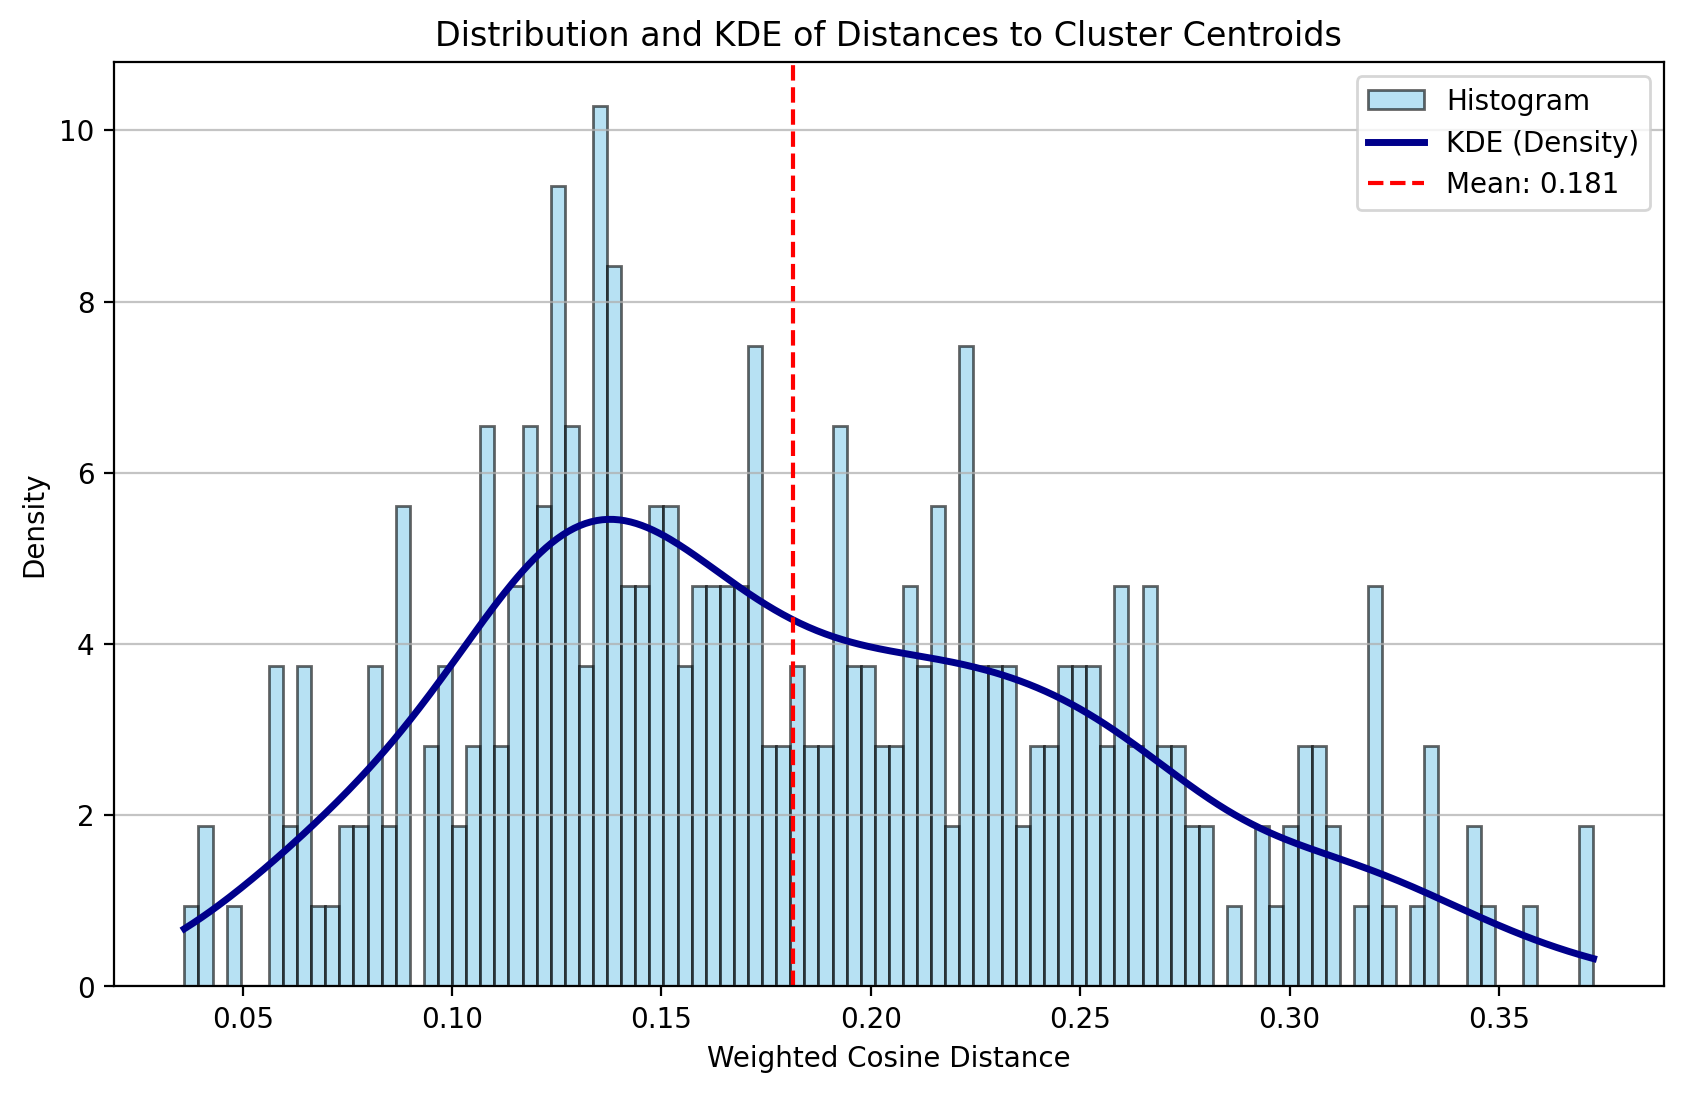 Distribution and KDE of Distances to Cluster Centroids
Histogram
KDE (Density)
Mean: 0.181
Density
10
8
6
4
2
0
0.05 0.10 0.15 0.20 0.25 0.30 0.35
Weighted Cosine Distance